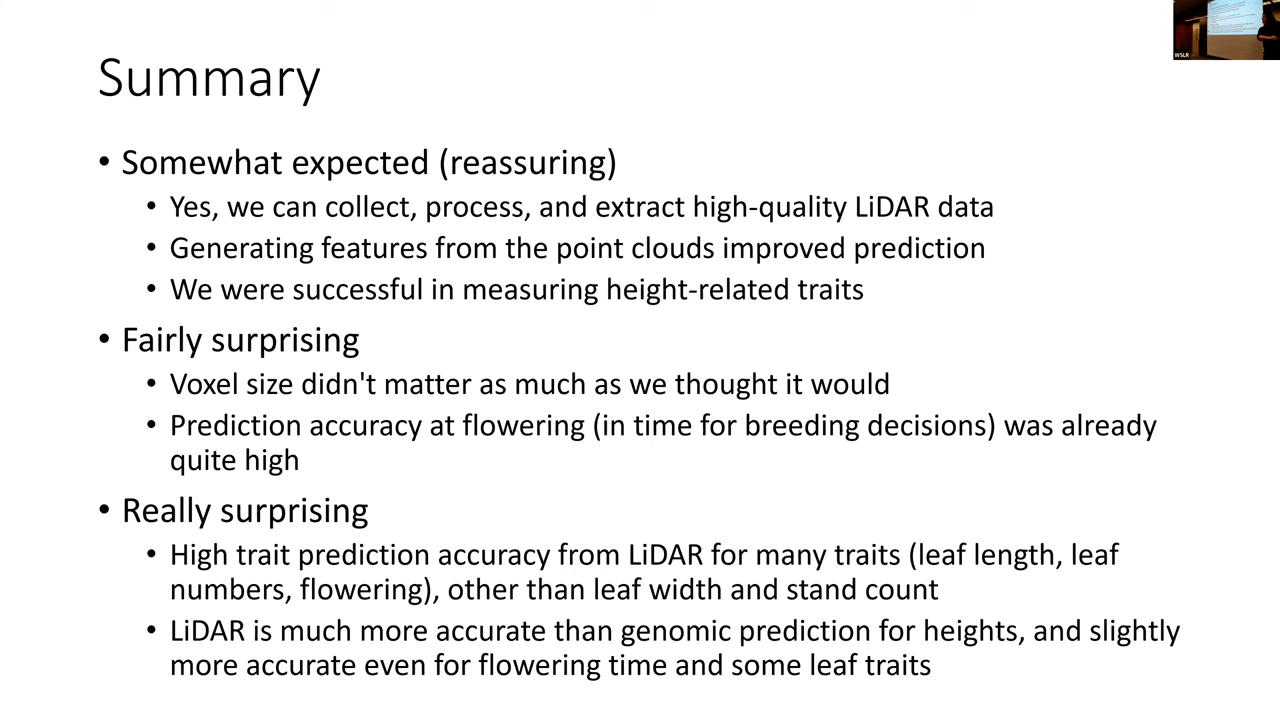 Summary
• Somewhat expected (reassuring)
• Yes, we can collect, process, and extract high-quality LiDAR data
• Generating features from the point clouds improved prediction
• We were successful in measuring height-related traits
• Fairly surprising
• Voxel size didn't matter as much as we thought it would
• Prediction accuracy at flowering (in time for breeding decisions) was already
quite high
• Really surprising
• High trait prediction accuracy from LiDAR for many traits (leaf length, leaf
numbers, flowering), other than leaf width and stand count
• LiDAR is much more accurate than genomic prediction for heights, and slightly
more accurate even for flowering time and some leaf traits
WSLR